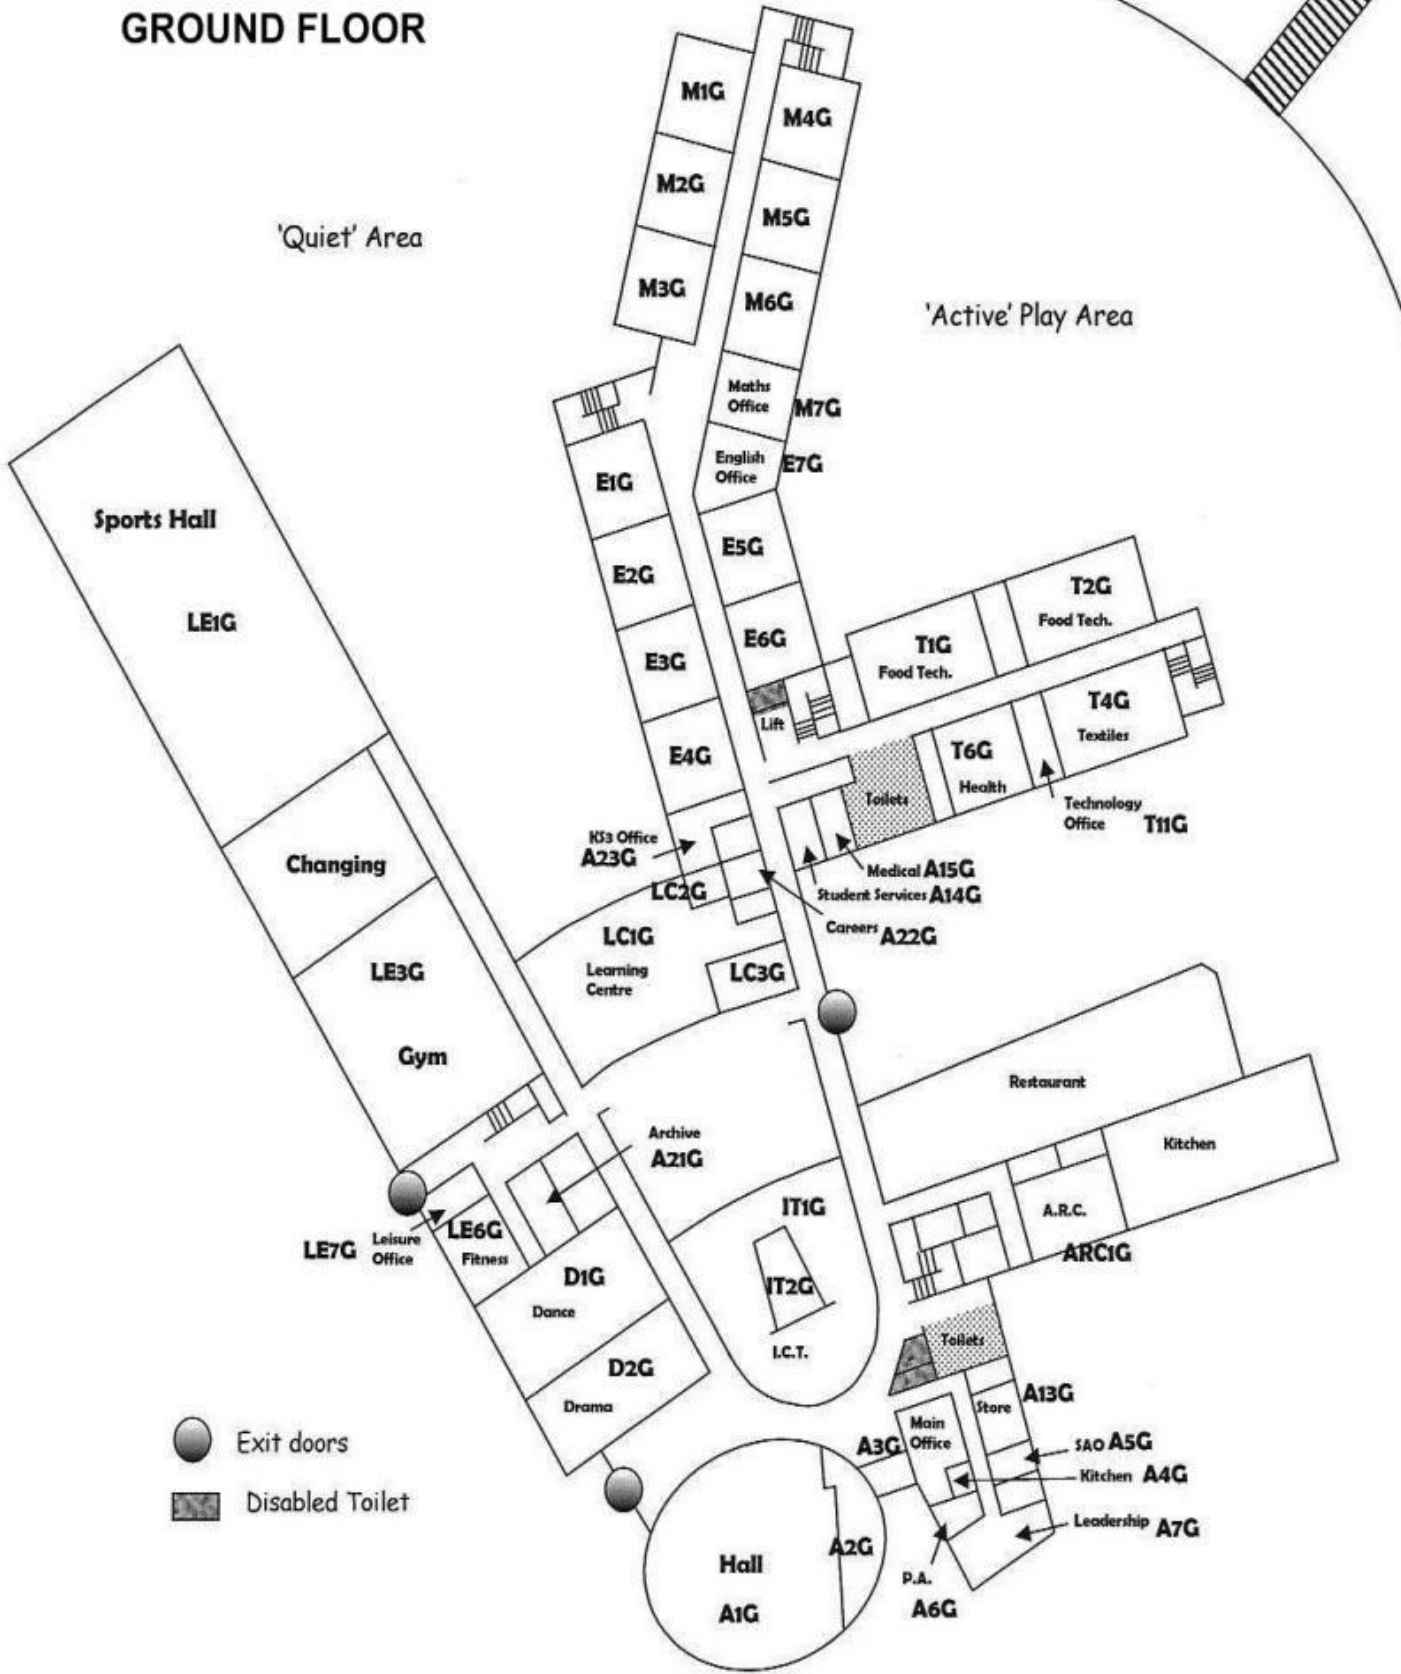 GROUND FLOOR
M1G
M4G
M2G
M5G
'Quiet' Area
M3G
M6G
'Active' Play Area
Maths
Office
M7G
English
Office
E7G
E1G
Sports Hall
E5G
E2G
T2G
Food Tech.
LE1G
E6G
T1G
Food Tech.
E3G
T4G
Textiles
Lift
E4G
T6G
Health
Toilets
Technology
Office
T11G
KS3 Office
A23G
Changing
Medical A15G
LC2G
Student Services A14G
Careers A22G
LC1G
Learning
Centre
LC3G
LE3G
Gym
Restaurant
Archive
A21G
Kitchen
IT1G
A.R.C.
ARC1G
LE6G
Fitness
LE7G
Leisure
Office
D1G
Dance
IT2G
I.C.T.
Toilets
D2G
Drama
A13G
Store
Main
Office
A3G
SAO A5G
Kitchen A4G
Exit doors
Disabled Toilet
Leadership A7G
A2G
Hall
A1G
P.A.
A6G